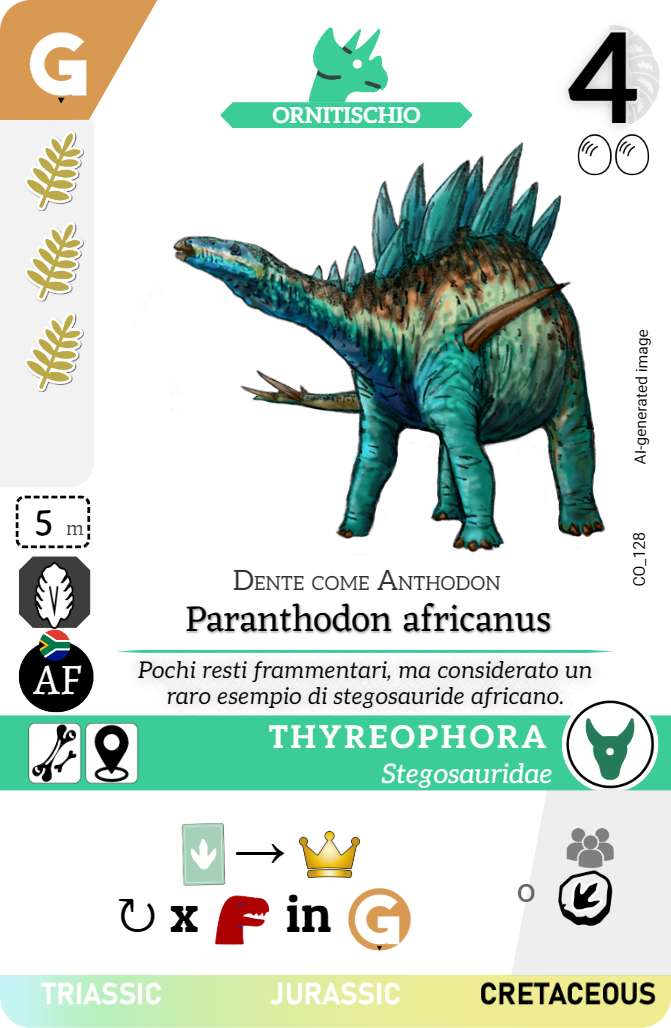 G
4
ORNITISCHIO
AI-generated image
5 m
CO_128
DENTE COME ANTHODON
Paranthodon africanus
AF
Pochi resti frammentari, ma considerato un
raro esempio di stegosauride africano.
THYREOPHORA
Stegosauridae
→
o
↻ x in G
TRIASSIC JURASSIC CRETACEOUS